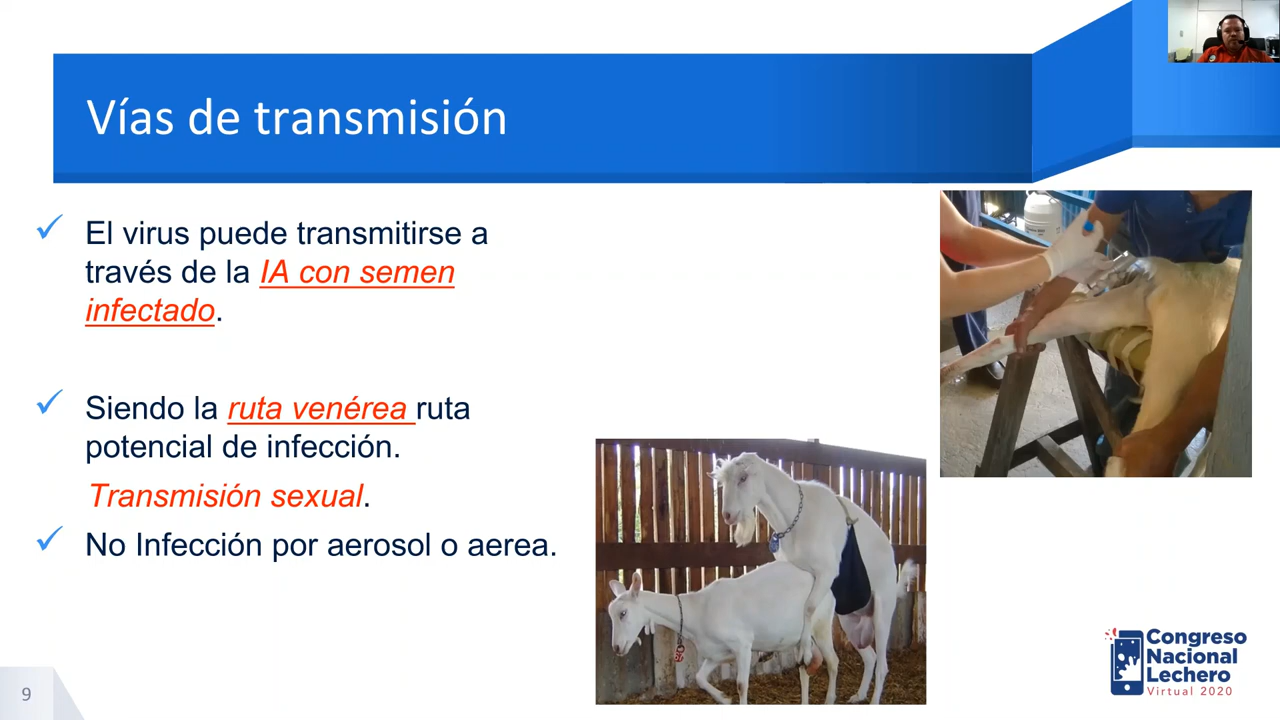 Vías de transmisión
El virus puede transmitirse a
través de la IA con semen
infectado.
Siendo la ruta venérea ruta
potencial de infección.
Transmisión sexual.
No Infección por aerosol o aerea.
Congreso
Nacional
Lechero
Virtual 2020
9